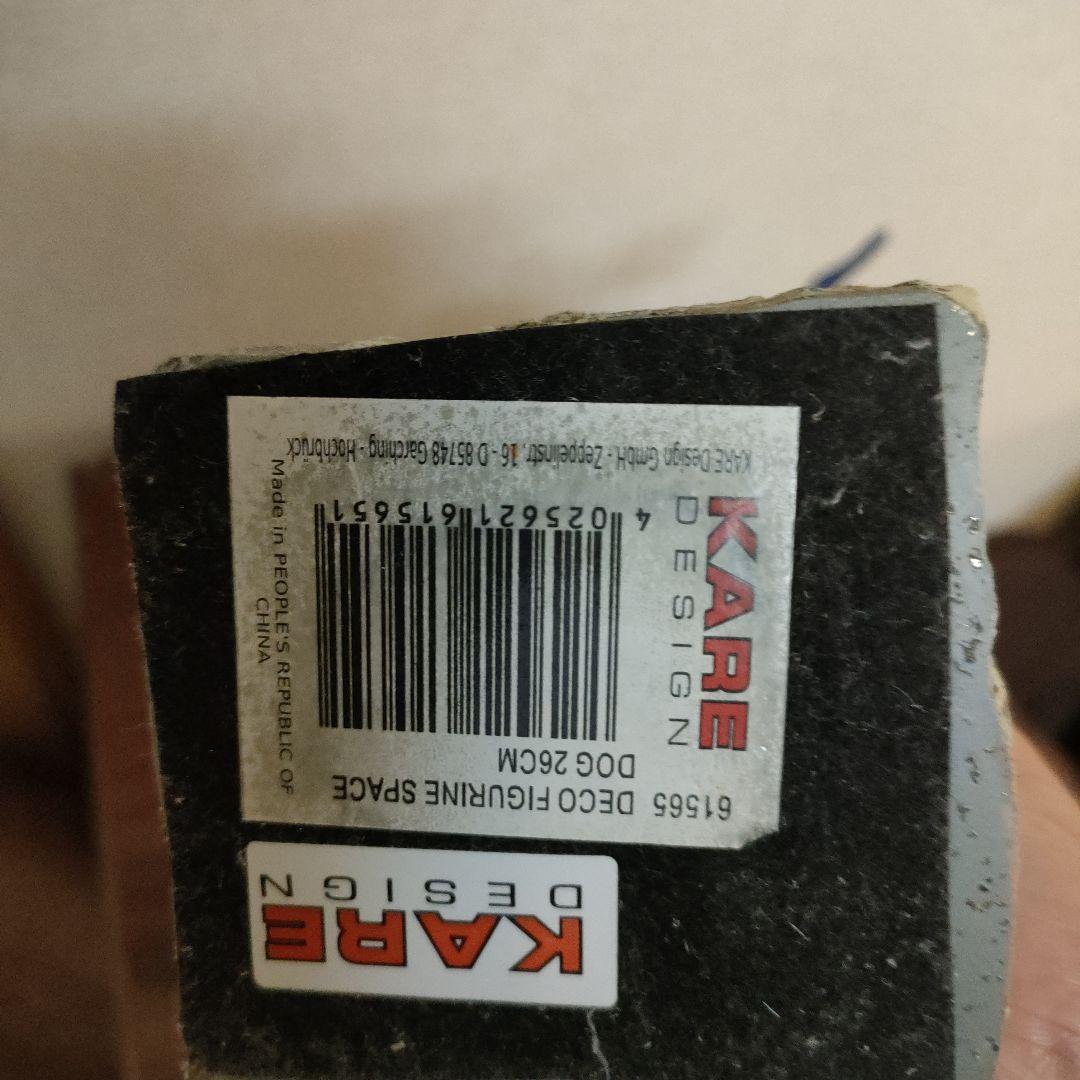 KARE
DESIGN
61565 DECO FIGURINE SPACE
DOG 26CM
KARE
DESIGN
4 025621 615651
Made in PEOPLE'S REPUBLIC OF
CHINA
KARE Design GmbH - Zeppelinstr. 16 - D 85748 Garching - Hochbrück